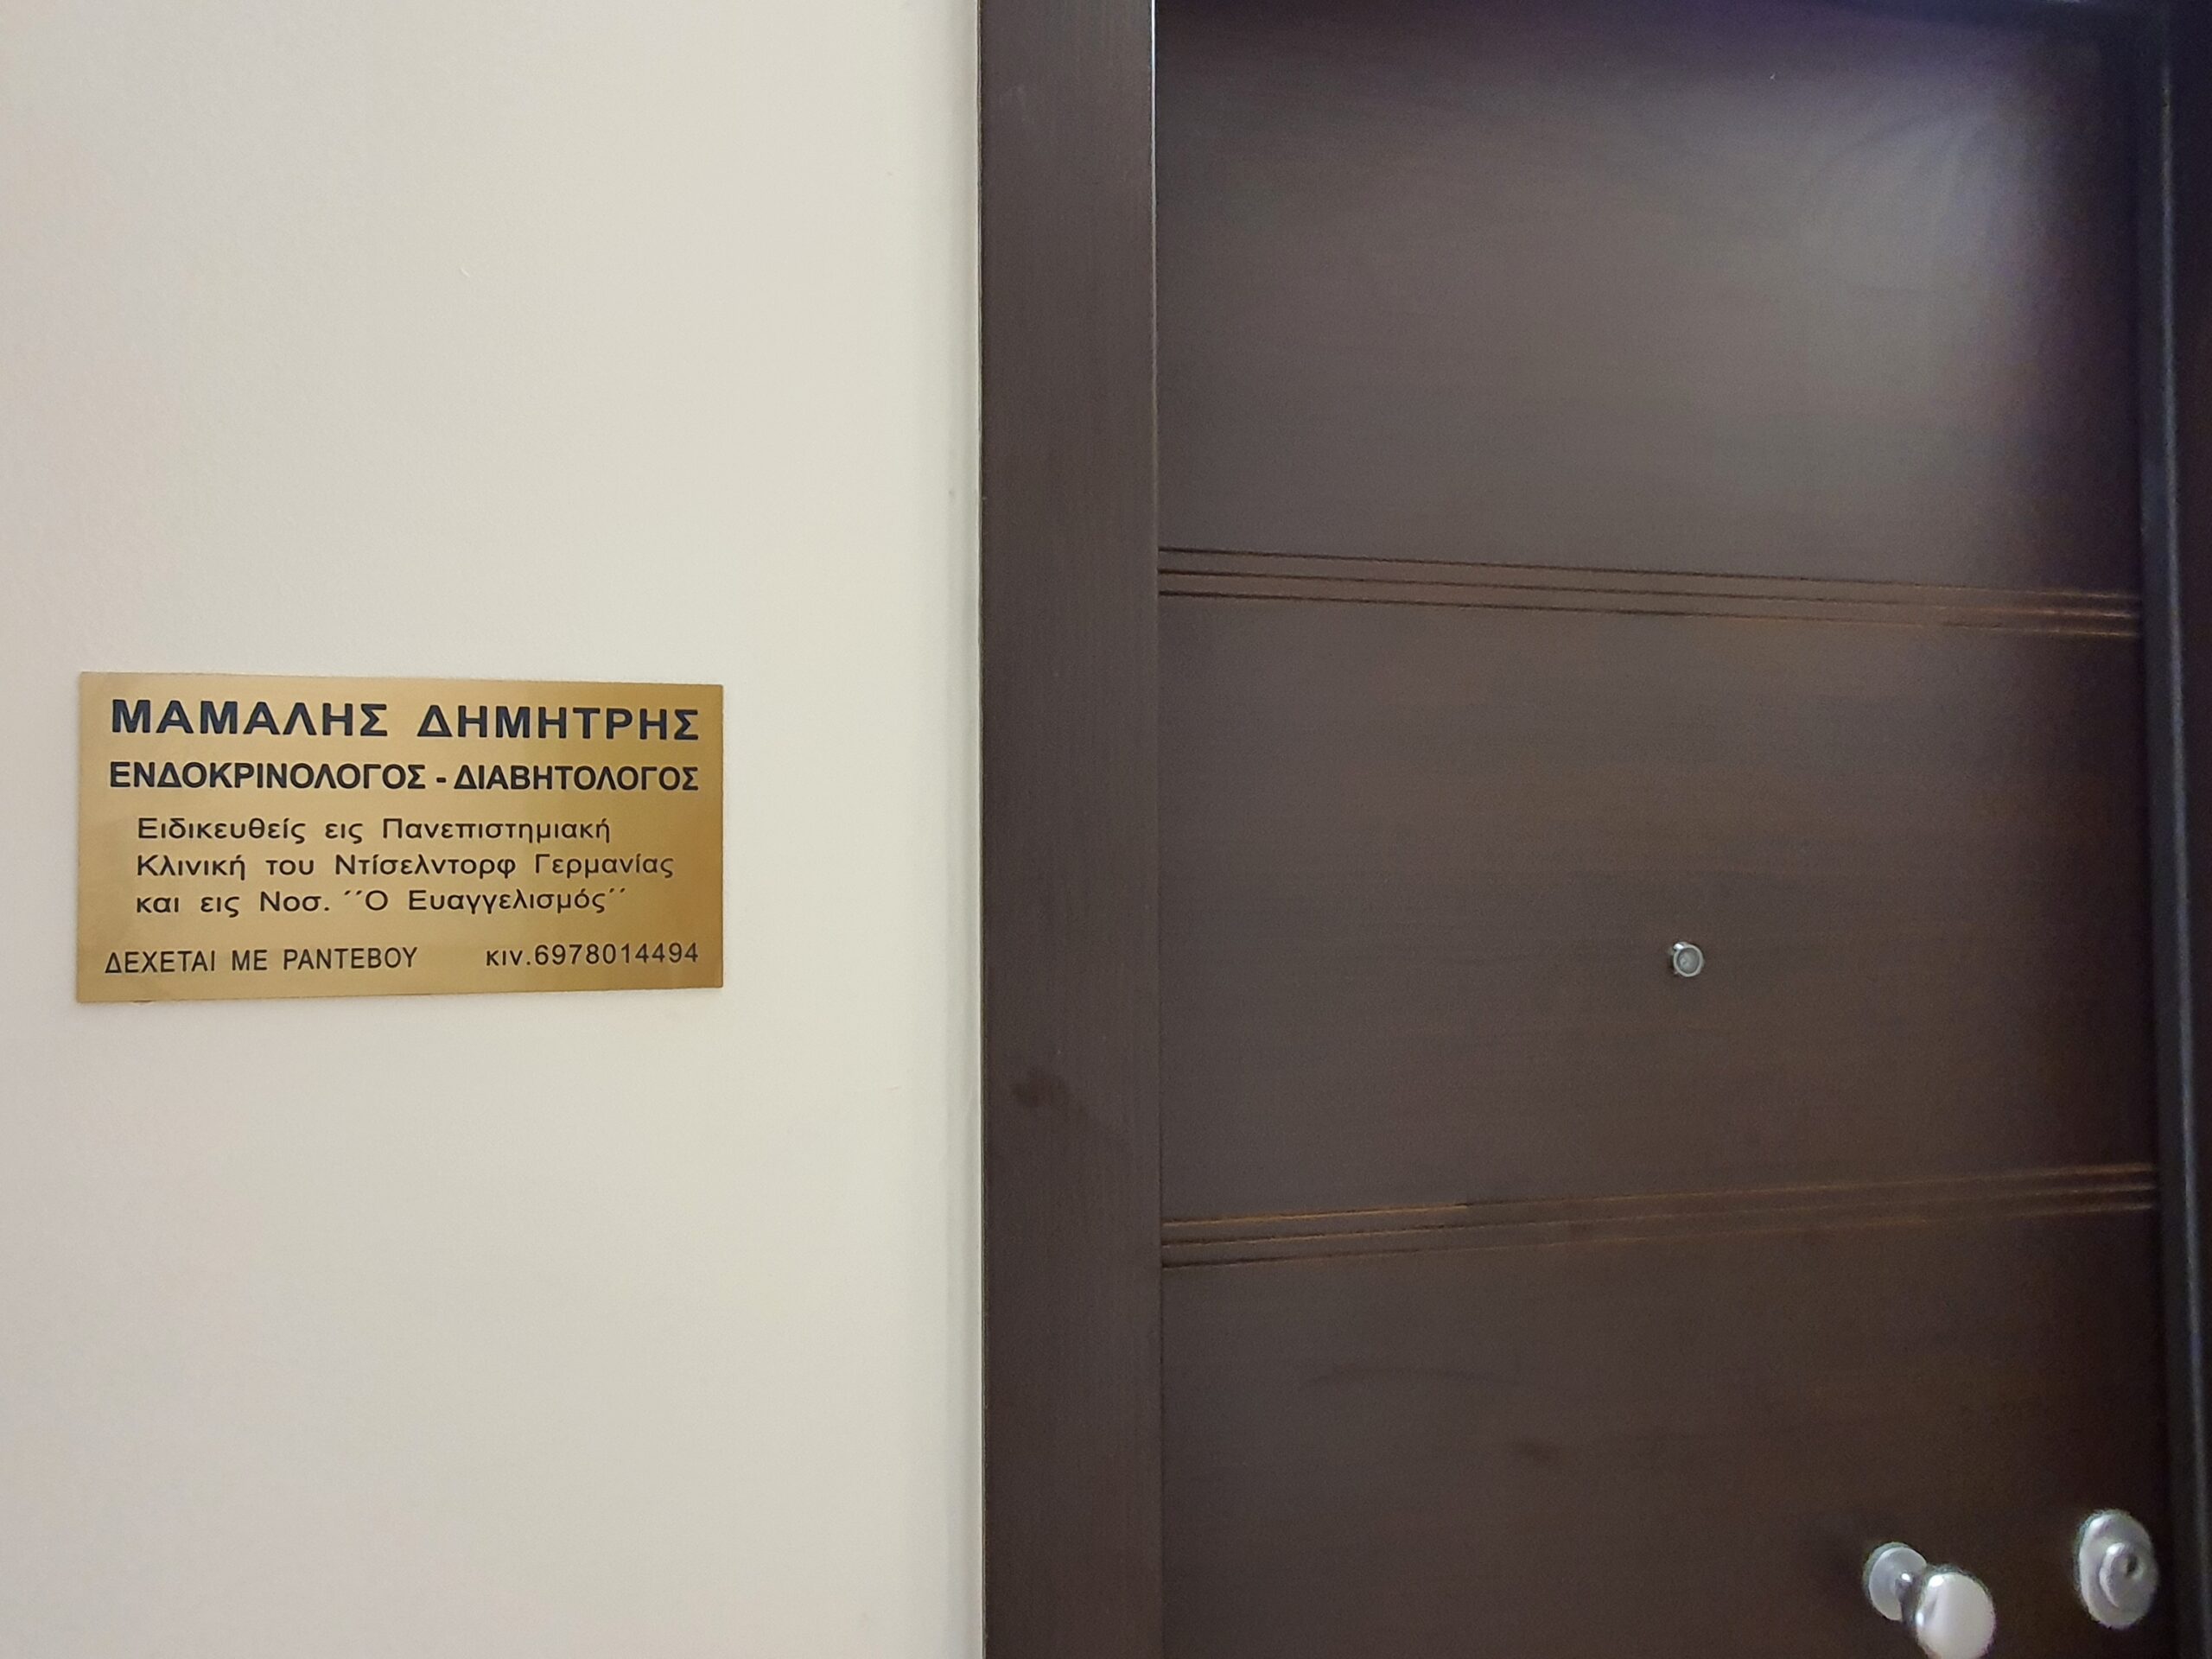 ΜΑΜΑΛΗΣ ΔΗΜΗΤΡΗΣ
ΕΝΔΟΚΡΙΝΟΛΟΓΟΣ - ΔΙΑΒΗΤΟΛΟΓΟΣ
Ειδικευθείς εις Πανεπιστημιακή
Κλινική του Ντίσελντορφ Γερμανίας
και εις Νοσ. ´´Ο Ευαγγελισμός´´
ΔΕΧΕΤΑΙ ΜΕ ΡΑΝΤΕΒΟΥ κιν.6978014494